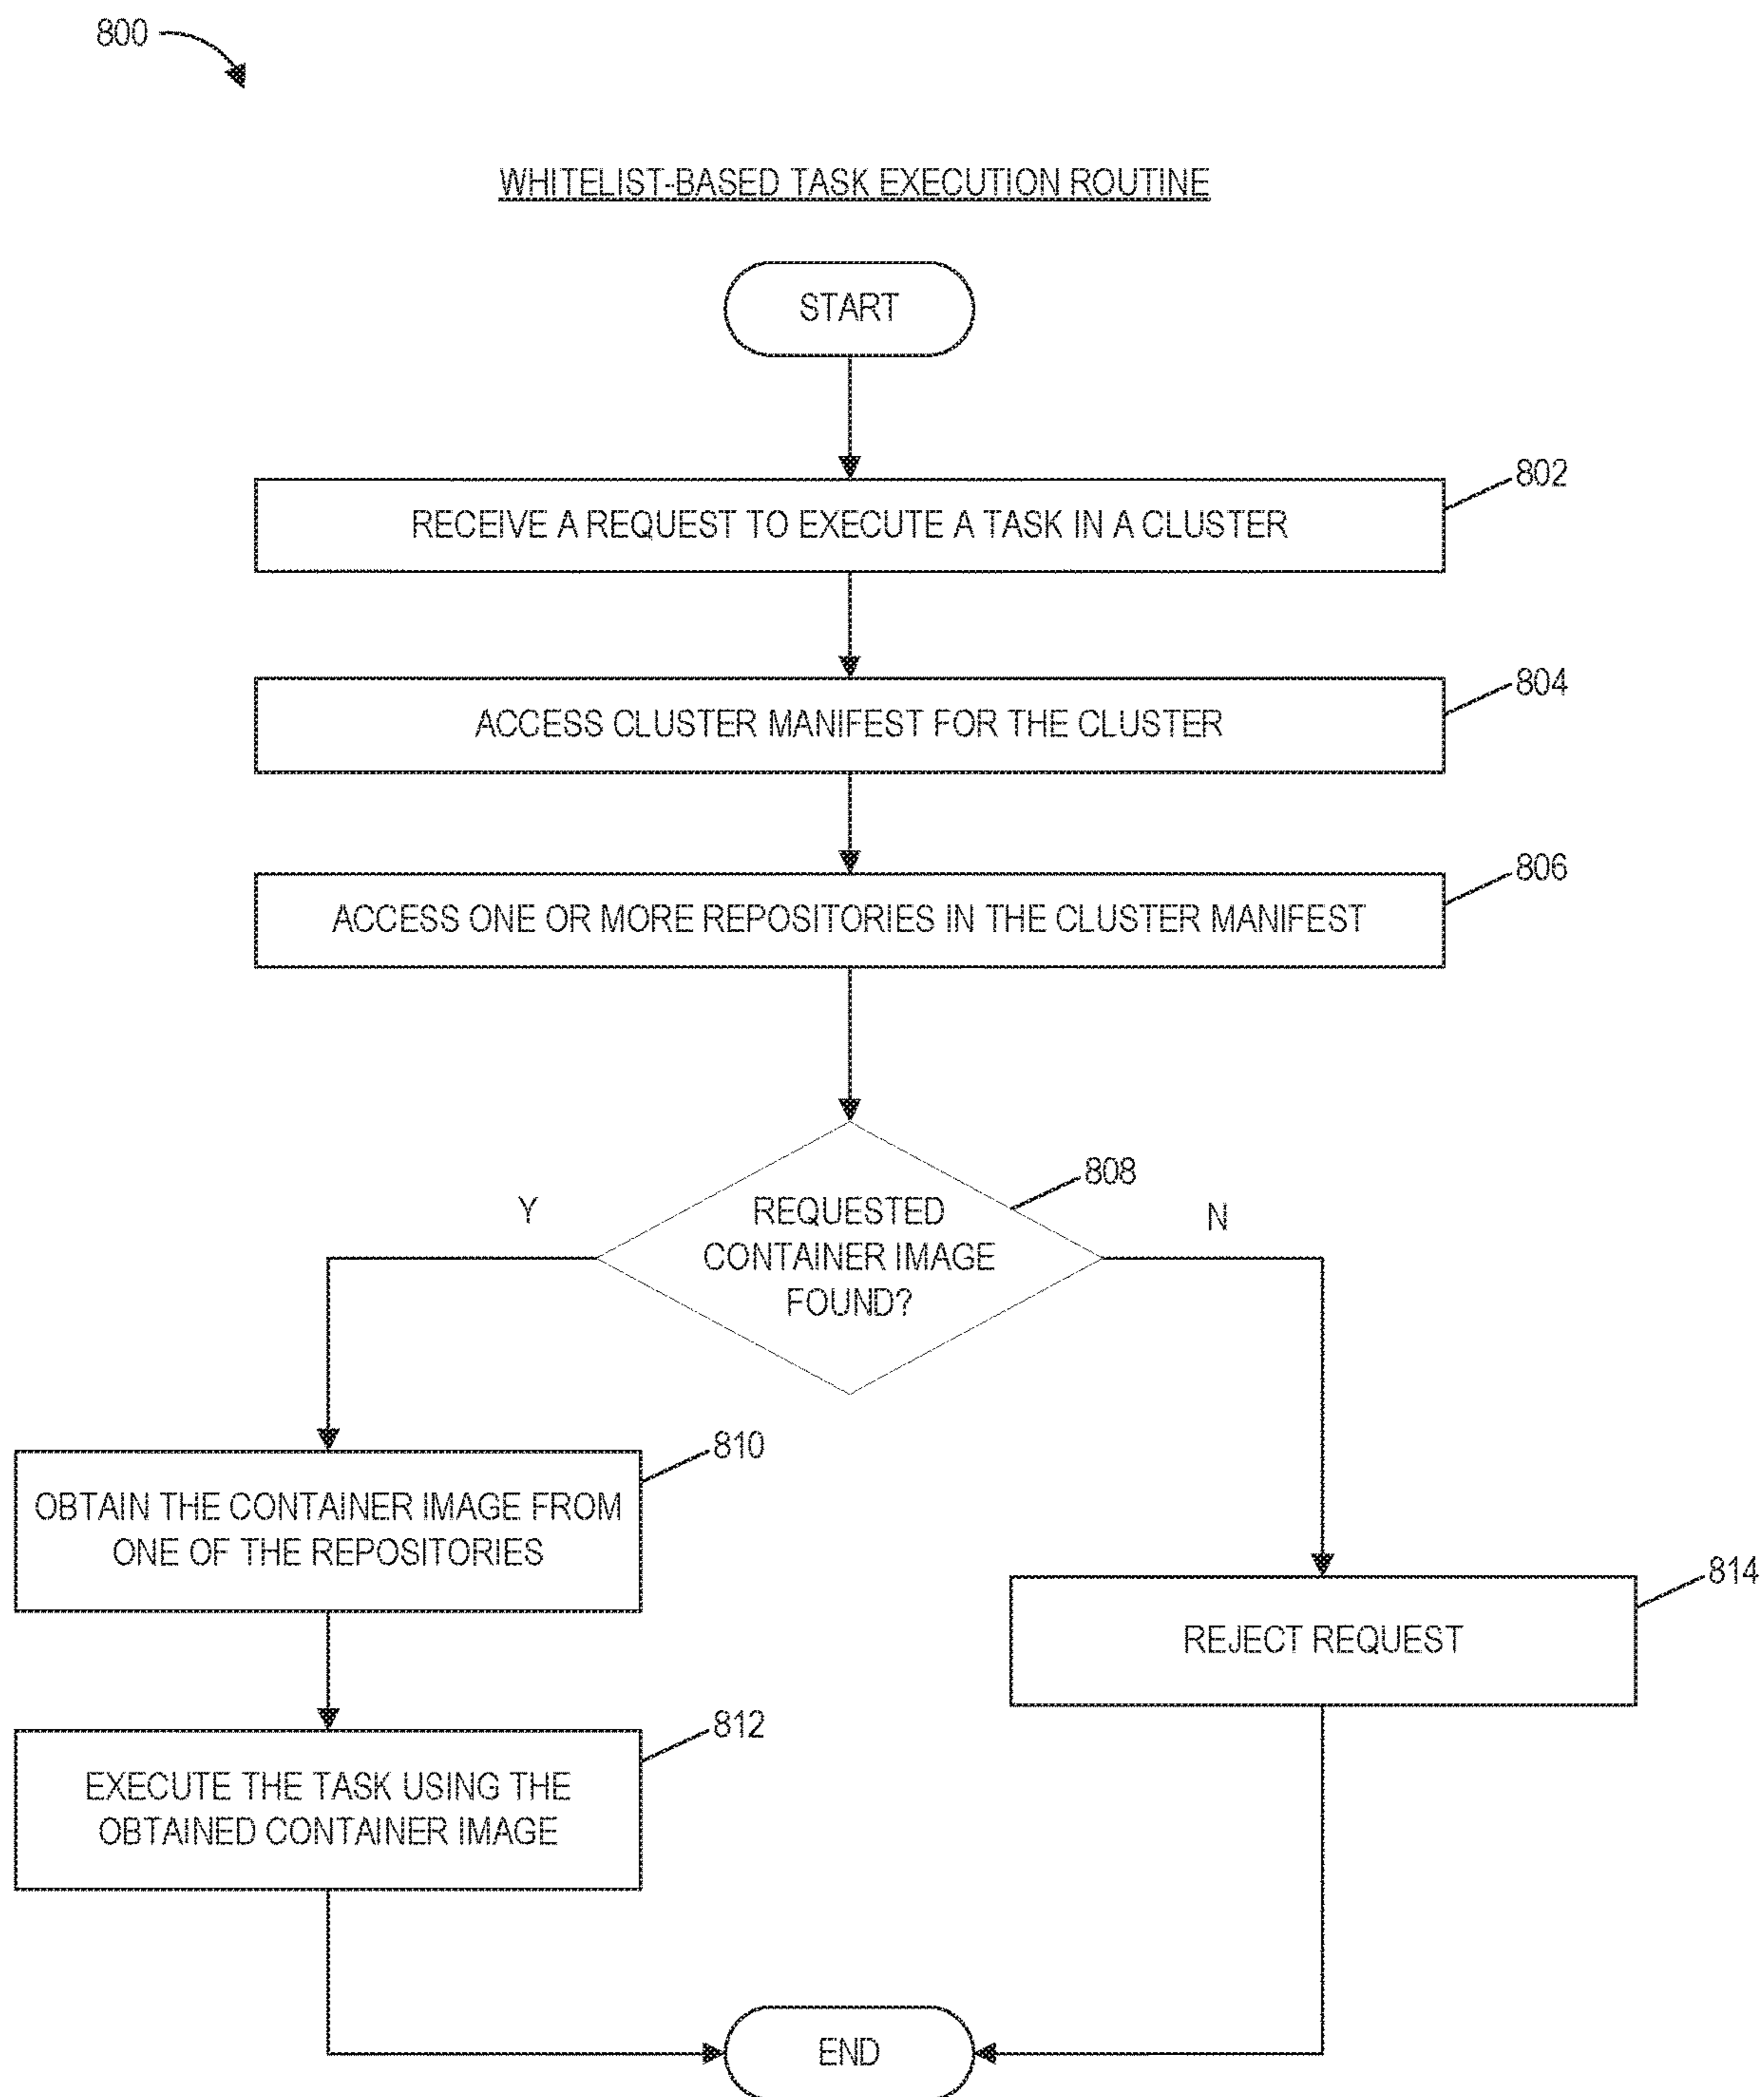 800
WHITELIST-BASED TASK EXECUTION ROUTINE
START
802
RECEIVE A REQUEST TO EXECUTE A TASK IN A CLUSTER
804
ACCESS CLUSTER MANIFEST FOR THE CLUSTER
806
ACCESS ONE OR MORE REPOSITORIES IN THE CLUSTER MANIFEST
808
Y
REQUESTED
CONTAINER IMAGE
FOUND?
N
810
OBTAIN THE CONTAINER IMAGE FROM
ONE OF THE REPOSITORIES
814
REJECT REQUEST
812
EXECUTE THE TASK USING THE
OBTAINED CONTAINER IMAGE
END